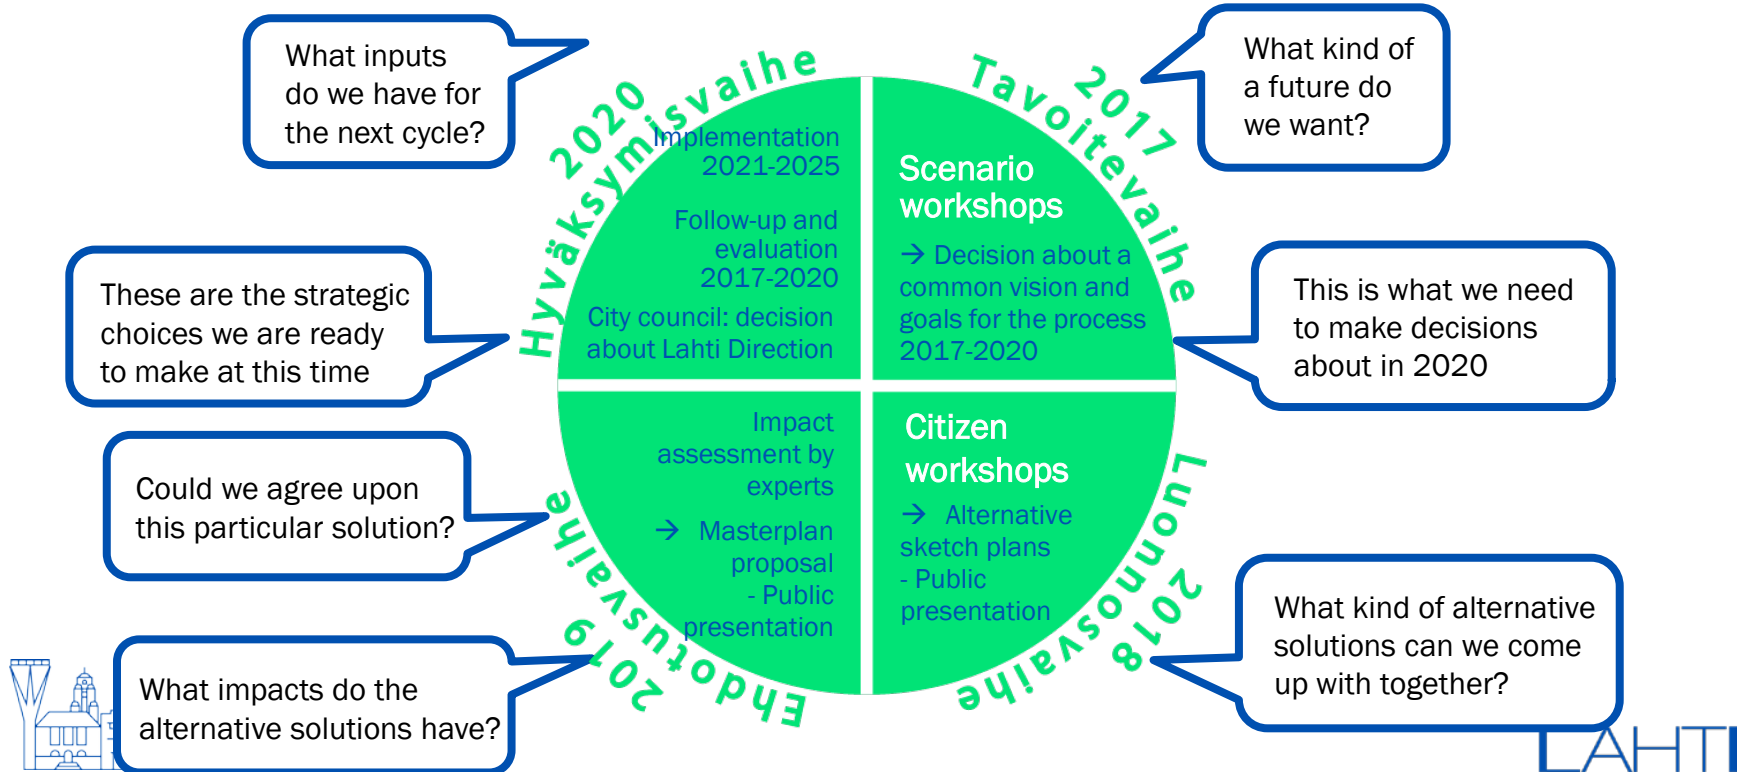 What inputs
do we have for
the next cycle?
What kind of
a future do
we want?
2020
Hyväksymisvaihe
2017
Tavoitevaihe
Implementation
2021-2025
Follow-up and
evaluation
2017-2020
City council: decision
about Lahti Direction
Scenario
workshops
→ Decision about a
common vision and
goals for the process
2017-2020
These are the strategic
choices we are ready
to make at this time
This is what we need
to make decisions
about in 2020
Impact
assessment by
experts
→ Masterplan
proposal
- Public
presentation
Citizen
workshops
→ Alternative
sketch plans
- Public
presentation
Could we agree upon
this particular solution?
2019
Ehdotusvaihe
2018
Luonnosvaihe
What impacts do the
alternative solutions have?
What kind of alternative
solutions can we come
up with together?
LAHTI